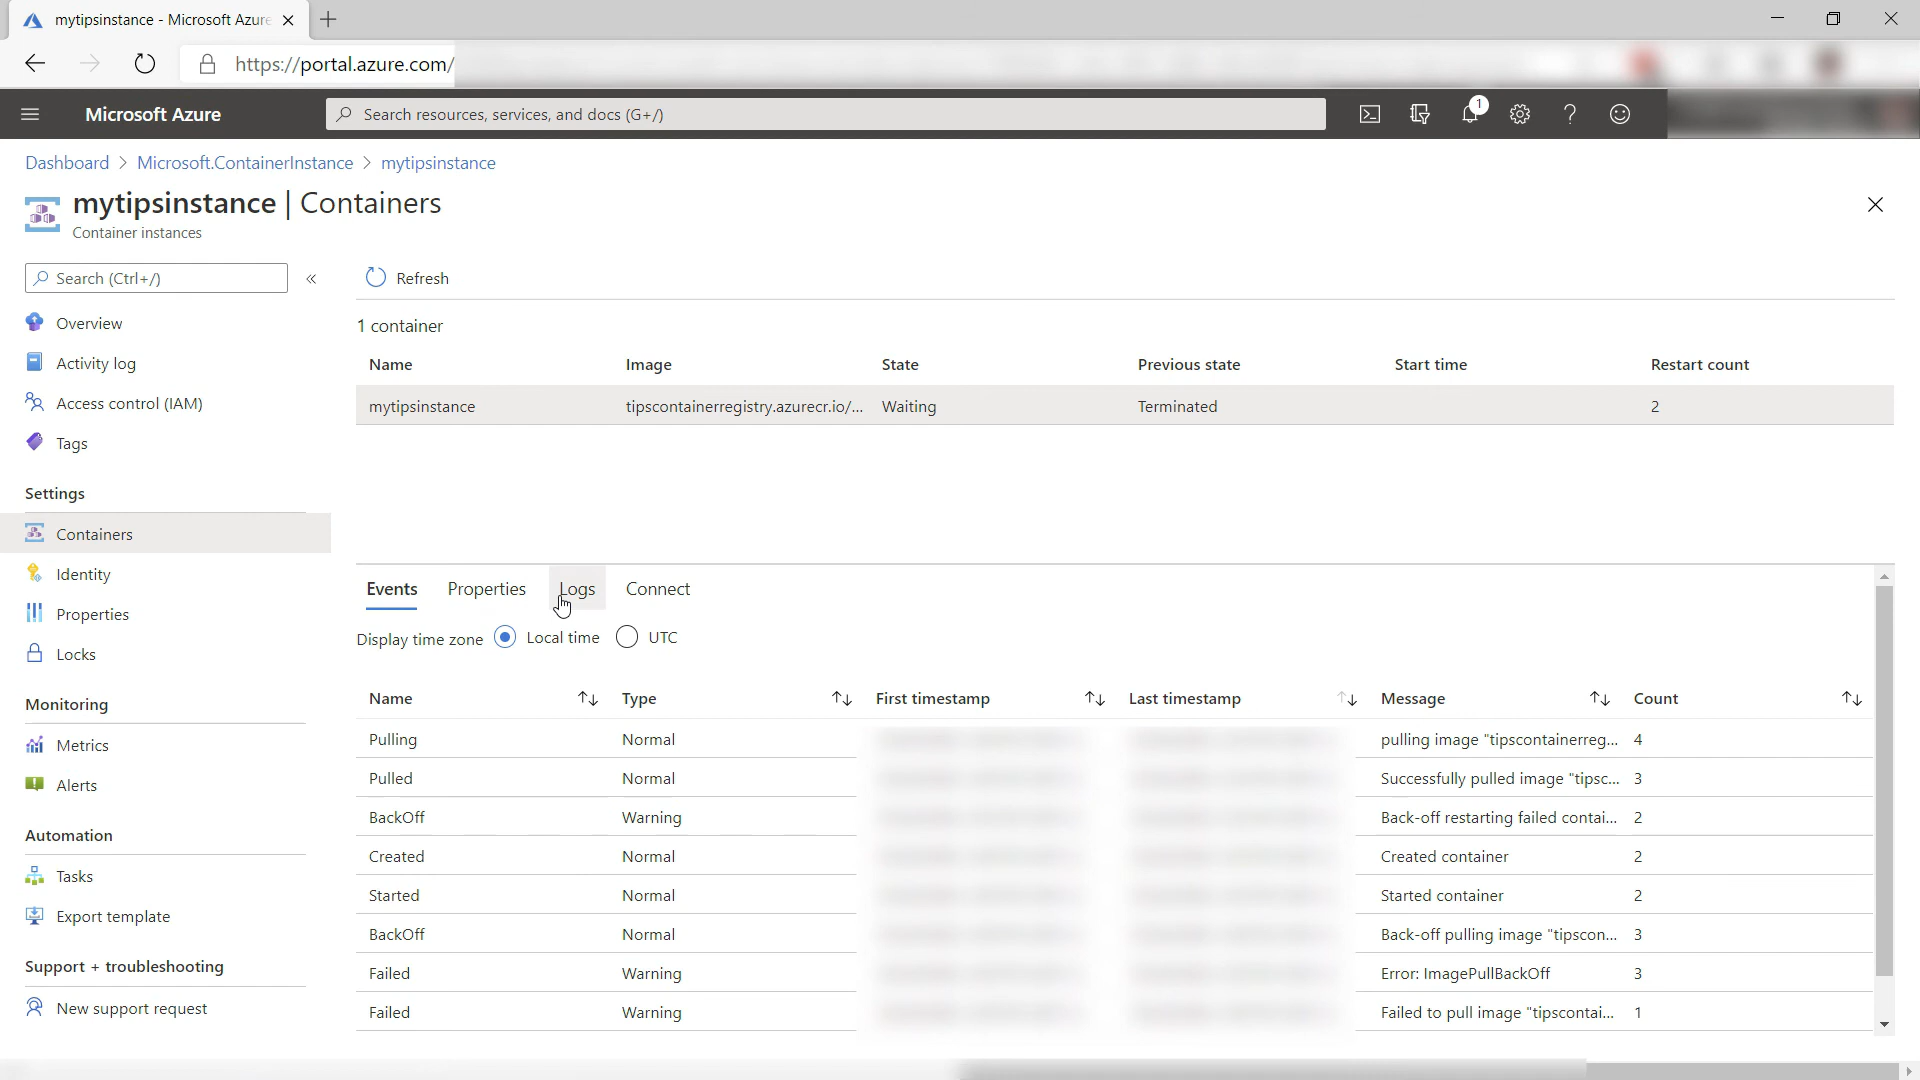 mytipsinstance - Microsoft Azure
https://portal.azure.com/
Microsoft Azure
Search resources, services, and docs (G+/)
1
Dashboard > Microsoft.ContainerInstance > mytipsinstance
mytipsinstance | Containers
Container instances
Search (Ctrl+/)
«
Refresh
Overview
Activity log
Access control (IAM)
Tags
Settings
Containers
Identity
Properties
Locks
Monitoring
Metrics
Alerts
Automation
Tasks
Export template
Support + troubleshooting
New support request
1 container
Name Image State Previous state Start time Restart count
mytipsinstance tipscontainerregistry.azurecr.io/... Waiting Terminated 2
Events Properties Logs Connect
Display time zone Local time UTC
Name Type First timestamp Last timestamp Message Count
Pulling Normal pulling image "tipscontainerreg... 4
Pulled Normal Successfully pulled image "tipsc... 3
BackOff Warning Back-off restarting failed contai... 2
Created Normal Created container 2
Started Normal Started container 2
BackOff Normal Back-off pulling image "tipscon... 3
Failed Warning Error: ImagePullBackOff 3
Failed Warning Failed to pull image "tipscontai... 1